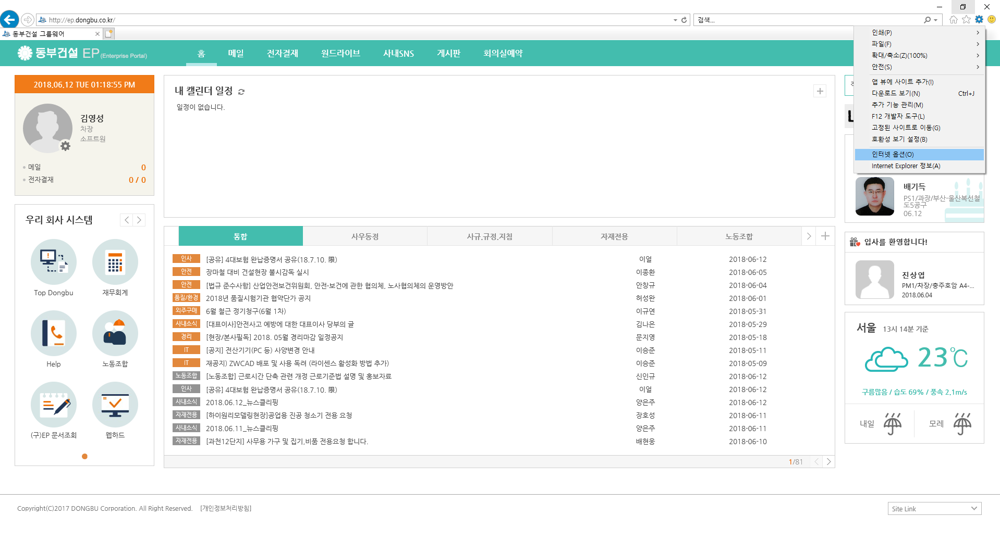 http://ep.dongbu.co.kr/
검색...
동부건설 그룹웨어
동부건설 EP(Enterprise Portal)
홈 메일 전자결재 원드라이브 사내SNS 게시판 회의실예약
인쇄(P)
파일(F)
확대/축소(Z)(100%)
안전(S)
앱 뷰에 사이트 추가(I)
다운로드 보기(N) Ctrl+J
추가 기능 관리(M)
F12 개발자 도구(L)
고정된 사이트로 이동(G)
호환성 보기 설정(B)
인터넷 옵션(O)
Internet Explorer 정보(A)
2018.06.12 TUE 01:18:55 PM
김영성
차장
소프트원
메일 0
전자결재 0 / 0
우리 회사 시스템
Top Dongbu 재무회계
Help 노동조합
(구)EP 문서조회 웹하드
내 캘린더 일정
일정이 없습니다.
통합 사우동정 사규.규정.지침 자재전용 노동조합
인사 [공유] 4대보험 완납증명서 공유(18.7.10. 限) 이얼 2018-06-12
안전 장마철 대비 건설현장 불시감독 실시 이종환 2018-06-05
안전 [법규 준수사항] 산업안전보건위원회, 안전·보건에 관한 협의체, 노사협의체의 운영방안 안창규 2018-06-04
품질/환경 2018년 품질시험기관 협약단가 공지 허성완 2018-06-01
외주구매 6월 철근 정기청구(6월 1차) 이규연 2018-05-31
사내소식 [대표이사]안전사고 예방에 대한 대표이사 당부의 글 김나은 2018-05-29
경리 [현장/본사필독] 2018. 05월 경리마감 일정공지 문지영 2018-05-18
IT [공지] 전산기기(PC 등) 사양변경 안내 이승준 2018-05-11
IT 재공지) ZWCAD 배포 및 사용 독려 (라이센스 활성화 방법 추가) 이승준 2018-05-09
노동조합 [노동조합] 근로시간 단축 관련 개정 근로기준법 설명 및 홍보자료 신인규 2018-06-12
인사 [공유] 4대보험 완납증명서 공유(18.7.10. 限) 이얼 2018-06-12
사내소식 2018.06.12_뉴스클리핑 양은주 2018-06-12
자재전용 [하이원리모델링현장]공업용 진공 청소기 전용 요청 장호성 2018-06-11
사내소식 2018.06.11_뉴스클리핑 양은주 2018-06-11
자재전용 [과천12단지] 사무용 가구 및 집기,비품 전용요청 합니다. 배현웅 2018-06-10
1/81
배기득
PS1/과장/부산-울산복선철
도5공구
06.12
입사를 환영합니다!
진상엽
PM1/차장/충주호암 A4-...
2018.06.04
서울 13시 14분 기준
23℃
구름많음 / 습도 69% / 풍속 2.1m/s
내일 모레
Copyright(C)2017 DONGBU Corporation. All Right Reserved. [개인정보처리방침]
Site Link